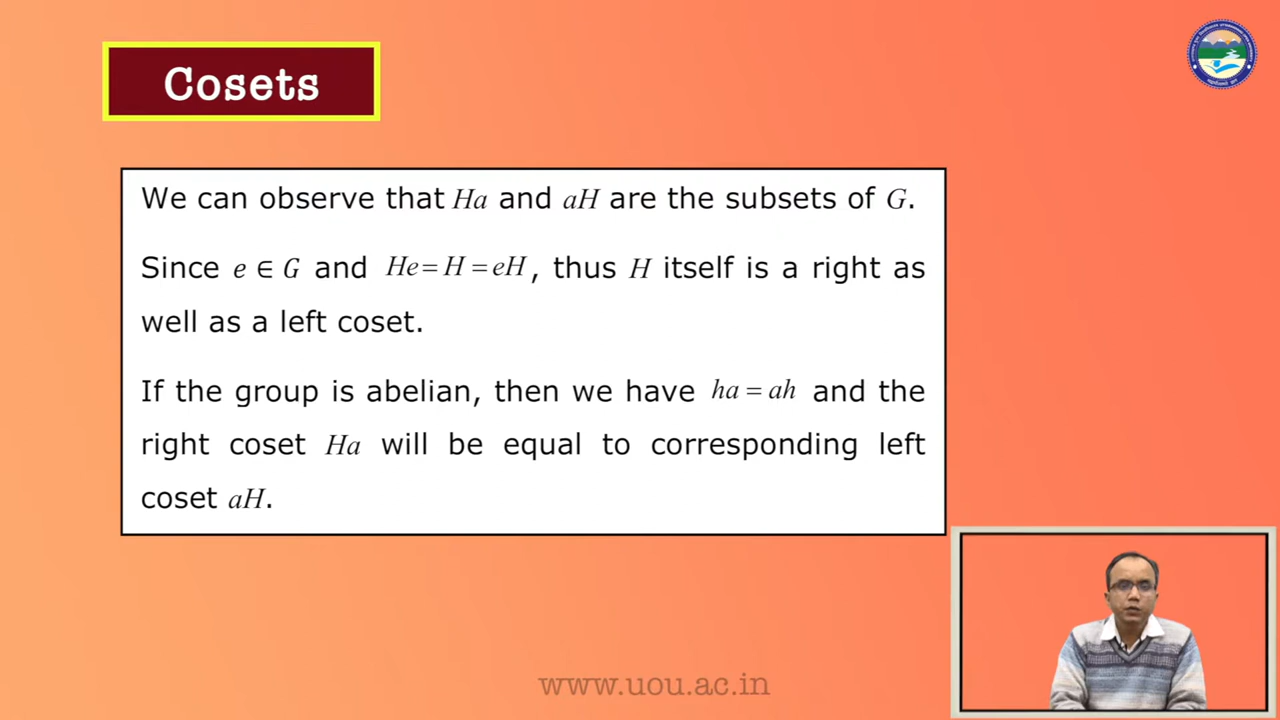 Cosets
We can observe that Ha and aH are the subsets of G.
Since e ∈ G and He = H = eH, thus H itself is a right as
well as a left coset.
If the group is abelian, then we have ha = ah and the
right coset Ha will be equal to corresponding left
coset aH.
www.uou.ac.in